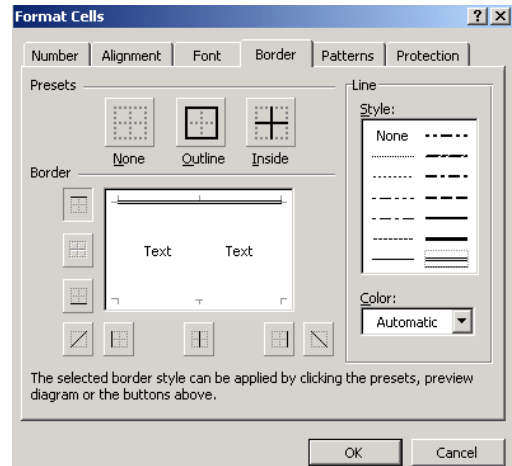 Format Cells
Number Alignment Font Border Patterns Protection
Presets
None Outline Inside
Border
Text Text
Line
Style:
None
Color:
Automatic
The selected border style can be applied by clicking the presets, preview
diagram or the buttons above.
OK Cancel